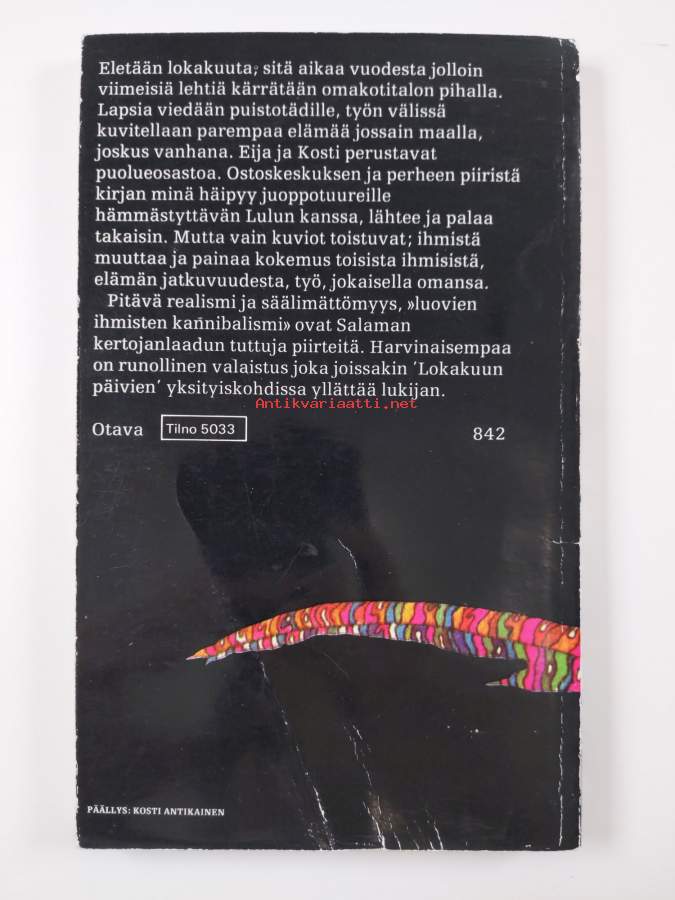 Eletään lokakuuta, sitä aikaa vuodesta jolloin
viimeisiä lehtiä kärrätään omakotitalon pihalla.
Lapsia viedään puistotädille, työn välissä
kuvitellaan parempaa elämää jossain maalla,
joskus vanhana. Eija ja Kosti perustavat
puolueosastoa. Ostoskeskuksen ja perheen piiristä
kirjan minä häipyy juoppotuureille
hämmästyttävän Lulun kanssa, lähtee ja palaa
takaisin. Mutta vain kuviot toistuvat; ihmistä
muuttaa ja painaa kokemus toisista ihmisistä,
elämän jatkuvuudesta, työ, jokaisella omansa.
Pitävä realismi ja säälimättömyys, »luovien
ihmisten kannibalismi» ovat Salaman
kertojanlaadun tuttuja piirteitä. Harvinaisempaa
on runollinen valaistus joka joissakin 'Lokakuun
päivien' yksityiskohdissa yllättää lukijan.
Antikvariaatti.net
Otava Tilno 5033 842
PÄÄLLYS: KOSTI ANTIKAINEN